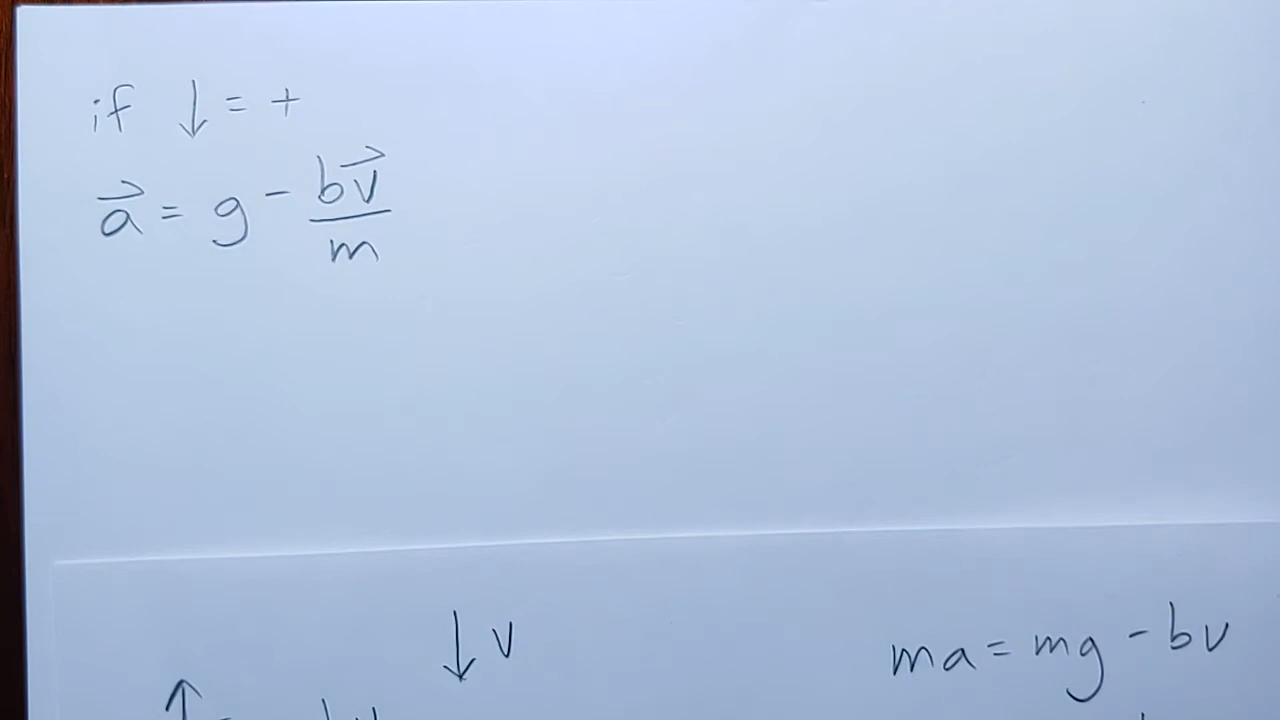 if ↓ = +
a⃗ = g - bv⃗/m
↓ v
ma = mg - bv